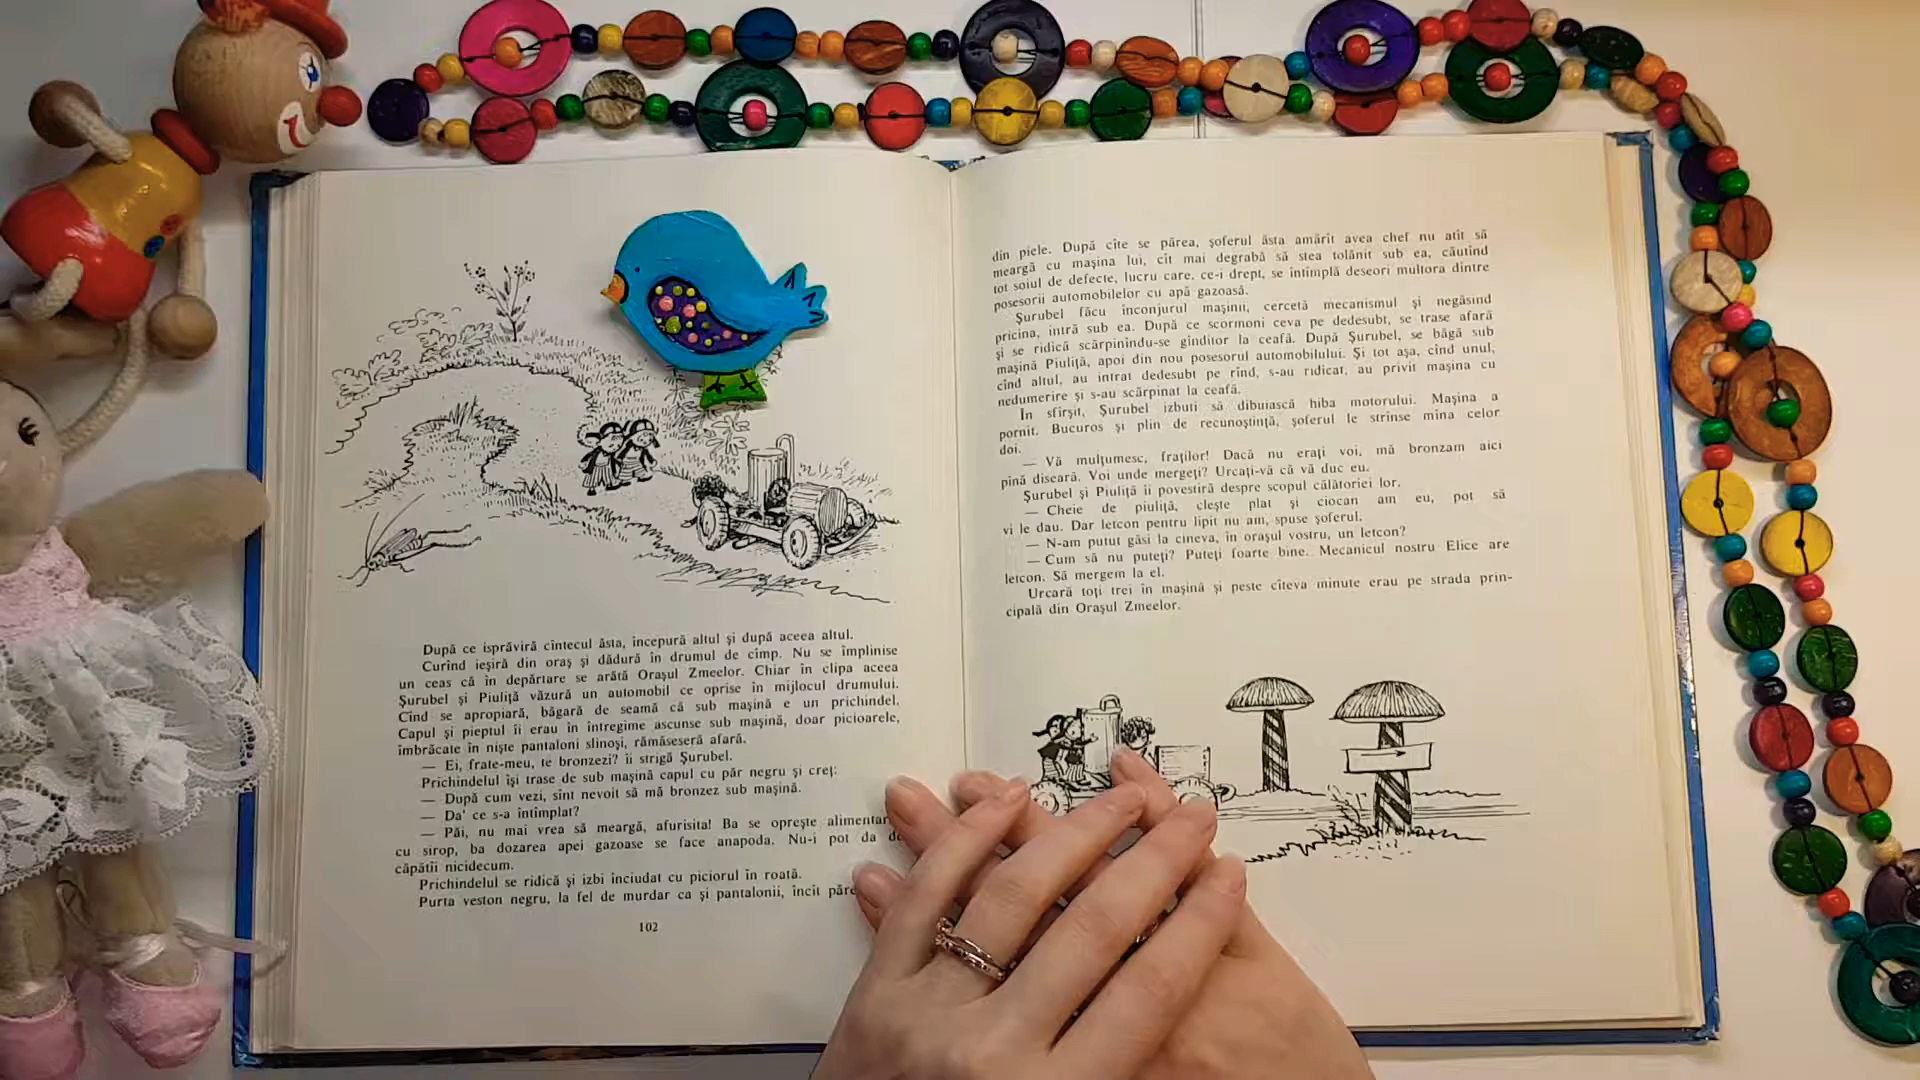 După ce isprăviră cîntecul ăsta, începură altul şi după aceea altul.
Curînd ieşiră din oraş şi dădură în drumul de cîmp. Nu se împlinise
un ceas că în depărtare se arătă Oraşul Zmeelor. Chiar în clipa aceea
Şurubel şi Piuliţă văzură un automobil ce oprise în mijlocul drumului.
Cînd se apropiară, băgară de seamă că sub maşină e un prichindel.
Capul şi pieptul îi erau în întregime ascunse sub maşină, doar picioarele,
îmbrăcate în nişte pantaloni slinoşi, rămăseseră afară.
— Ei, frate-meu, te bronzezi? îi strigă Şurubel.
Prichindelul îşi trase de sub maşină capul cu păr negru şi creţ:
— După cum vezi, sînt nevoit să mă bronzez sub maşină.
— Da' ce s-a întîmplat?
— Păi, nu mai vrea să meargă, afurisita! Ba se opreşte
cu sirop, ba dozarea apei gazoase se face anapoda. Nu-i pot da de
căpătîi nicidecum.
Prichindelul se ridică şi izbi înciudat cu piciorul în roată.
Purta veston negru, la fel de murdar ca şi pantalonii, încît
102
din piele. După cîte se părea, şoferul ăsta amărît avea chef nu atît să
meargă cu maşina lui, cît mai degrabă să stea tolănit sub ea, căutînd
tot soiul de defecte, lucru care, ce-i drept, se întîmplă deseori multora dintre
posesorii automobilelor cu apă gazoasă.
Şurubel făcu înconjurul maşinii, cercetă mecanismul şi negăsind
pricina, intră sub ea. După ce scormoni ceva pe dedesubt, se trase afară
şi se ridică scărpinîndu-se gînditor la ceafă. După Şurubel, se băgă sub
maşină Piuliţă, apoi din nou posesorul automobilului. Şi tot aşa, cînd unul,
cînd altul, au intrat dedesubt pe rînd, s-au ridicat, au privit maşina cu
nedumerire şi s-au scărpinat la ceafă.
În sfîrşit, Şurubel izbuti să dibuiască hiba motorului. Maşina a
pornit. Bucuros şi plin de recunoştinţă, şoferul le strînse mîna celor
doi.
— Vă mulţumesc, fraţilor! Dacă nu eraţi voi, mă bronzam aici
pînă diseară. Voi unde mergeţi? Urcaţi-vă că vă duc eu.
Şurubel şi Piuliţă îi povestiră despre scopul călătoriei lor.
— Cheie de piuliţă, cleşte plat şi ciocan am eu, pot să
vi le dau. Dar letcon pentru lipit nu am, spuse şoferul.
— N-am putut găsi la cineva, în oraşul vostru, un letcon?
— Cum să nu puteţi? Puteţi foarte bine. Mecanicul nostru Elice are
letcon. Să mergem la el.
Urcară toţi trei în maşină şi peste cîteva minute erau pe strada prin-
cipală din Oraşul Zmeelor.